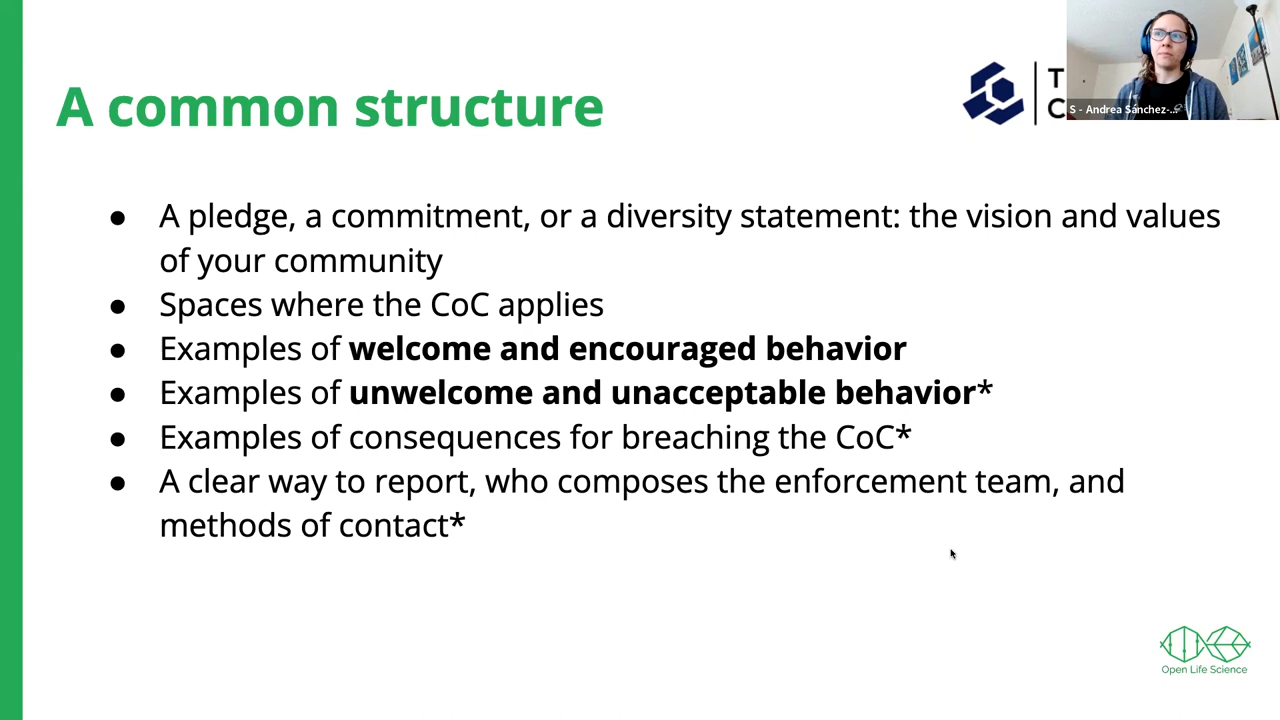 A common structure
T
C
S - Andrea Sánchez-...
● A pledge, a commitment, or a diversity statement: the vision and values
of your community
● Spaces where the CoC applies
● Examples of welcome and encouraged behavior
● Examples of unwelcome and unacceptable behavior*
● Examples of consequences for breaching the CoC*
● A clear way to report, who composes the enforcement team, and
methods of contact*
Open Life Science